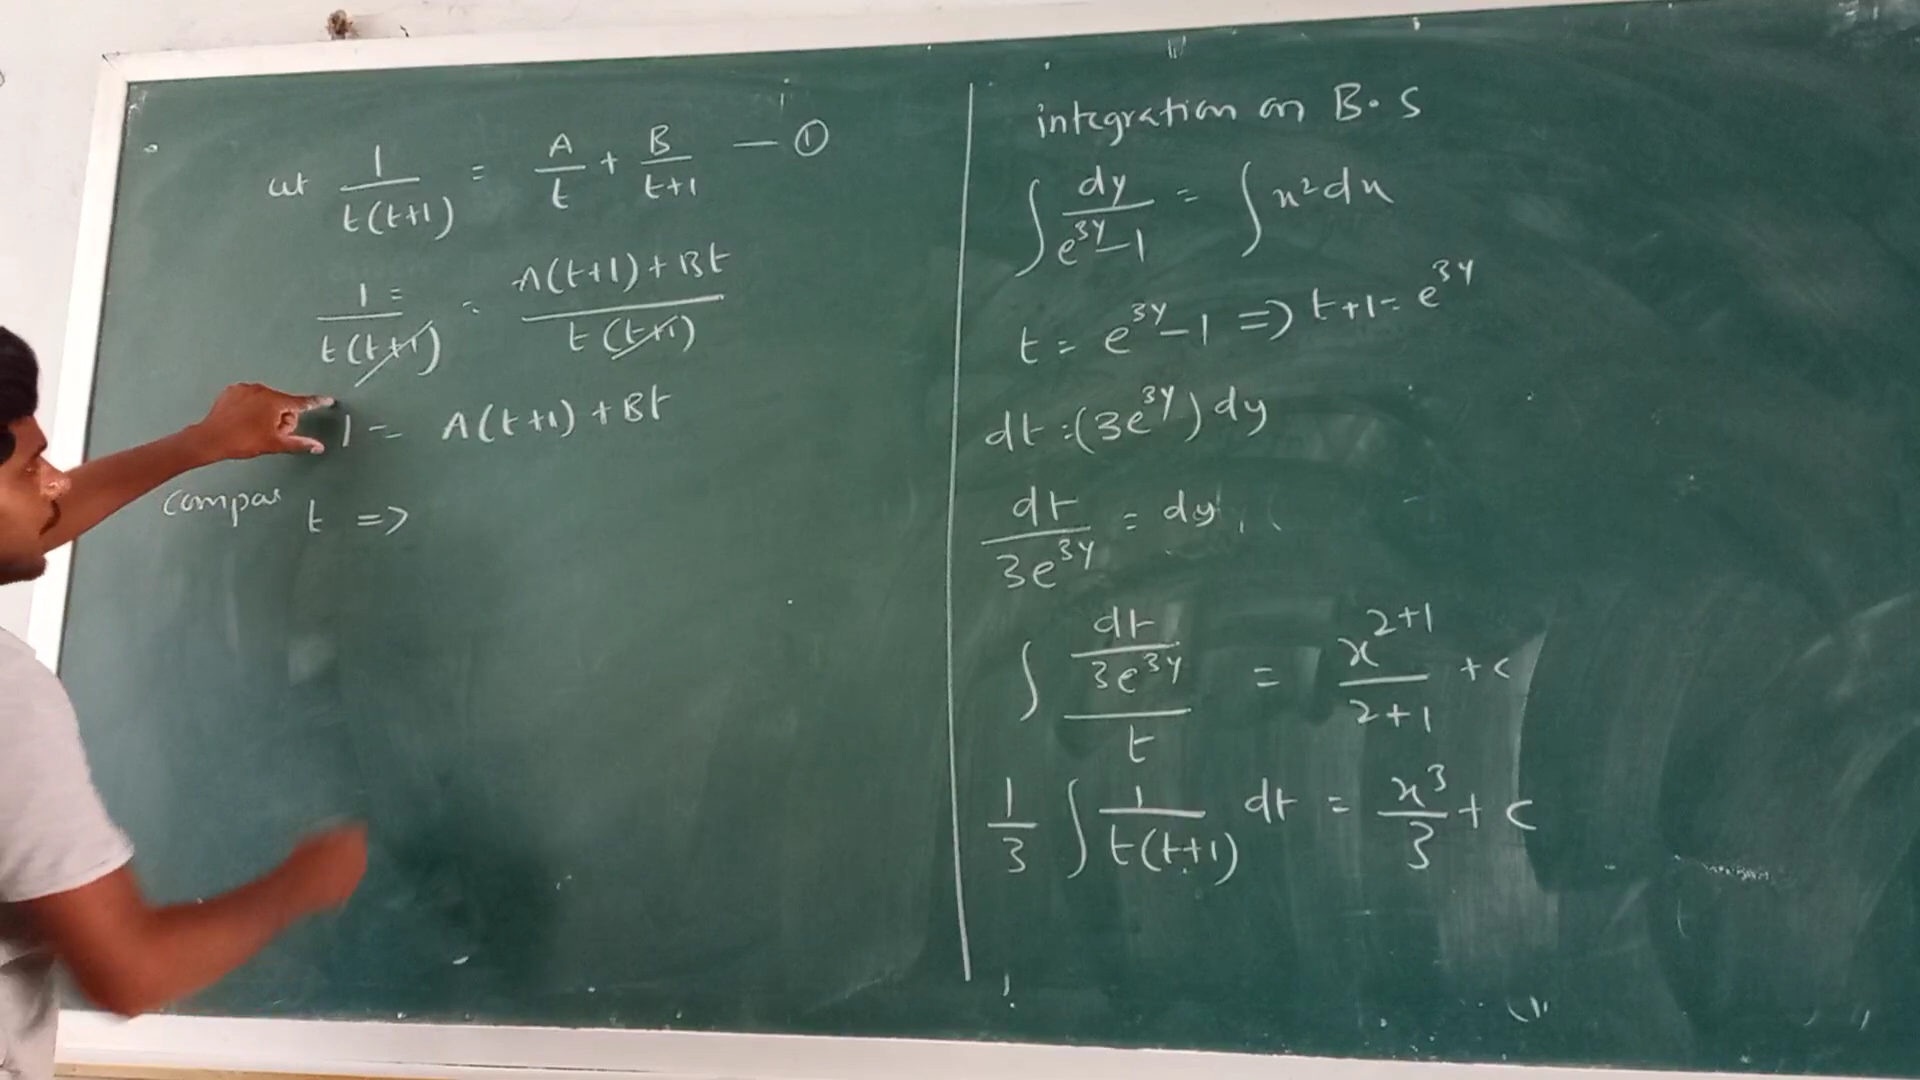 let 1/t(t+1) = A/t + B/t+1 — ①
1/t(t+1) = A(t+1)+Bt/t(t+1)
1 = A(t+1) + Bt
t =>
integration on B.S
∫ dy/e^3y-1 = ∫ x² dx
t = e^3y-1 => t+1 = e^3y
dt = (3e^3y) dy
dt/3e^3y = dy
∫ dt/3e^3y/t = x^2+1/2+1 + c
1/3 ∫ 1/t(t+1) dt = x³/3 + c